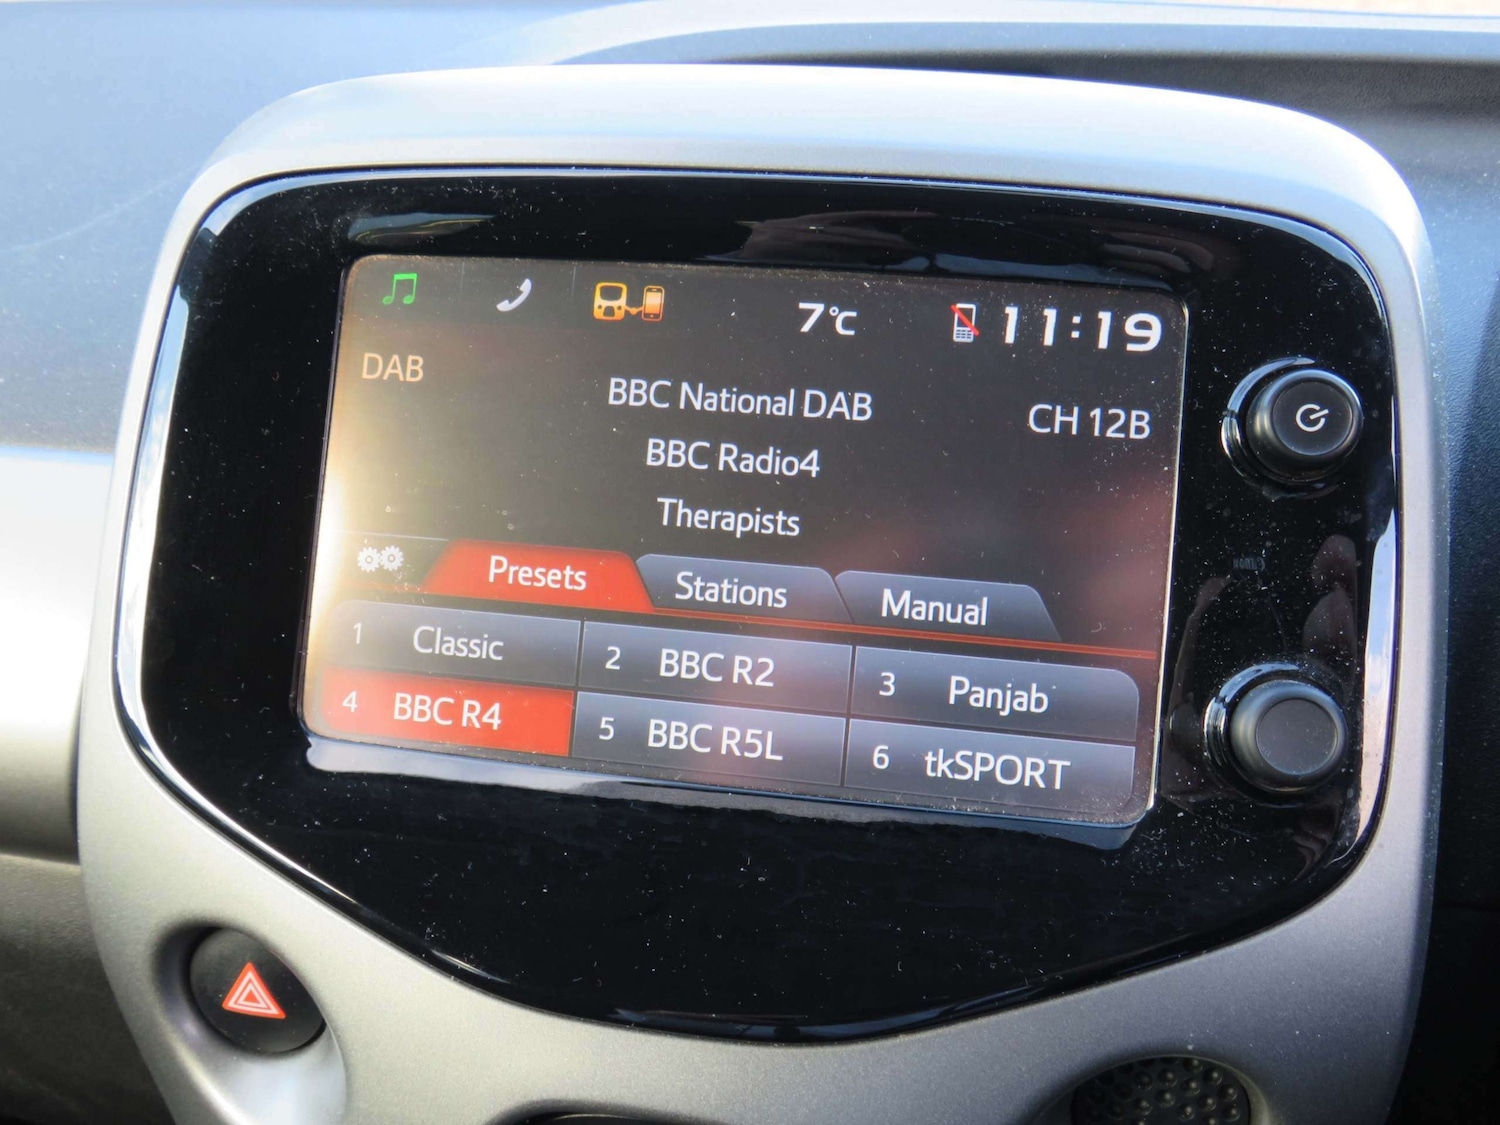 7°C 11:19
DAB
BBC National DAB
CH 12B
BBC Radio4
Therapists
Presets Stations Manual
1 Classic 2 BBC R2 3 Panjab
4 BBC R4 5 BBC R5L 6 tkSPORT